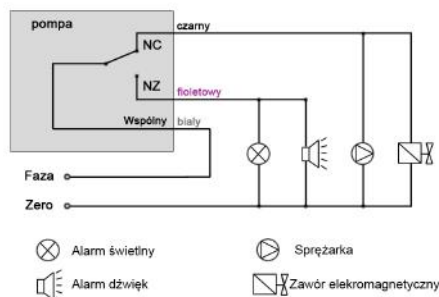 pompa
NC
czarny
NZ
fioletowy
Wspólny
biały
Faza
Zero
Alarm świetlny
Sprężarka
Alarm dźwięk
Zawór elekromagnetyczny